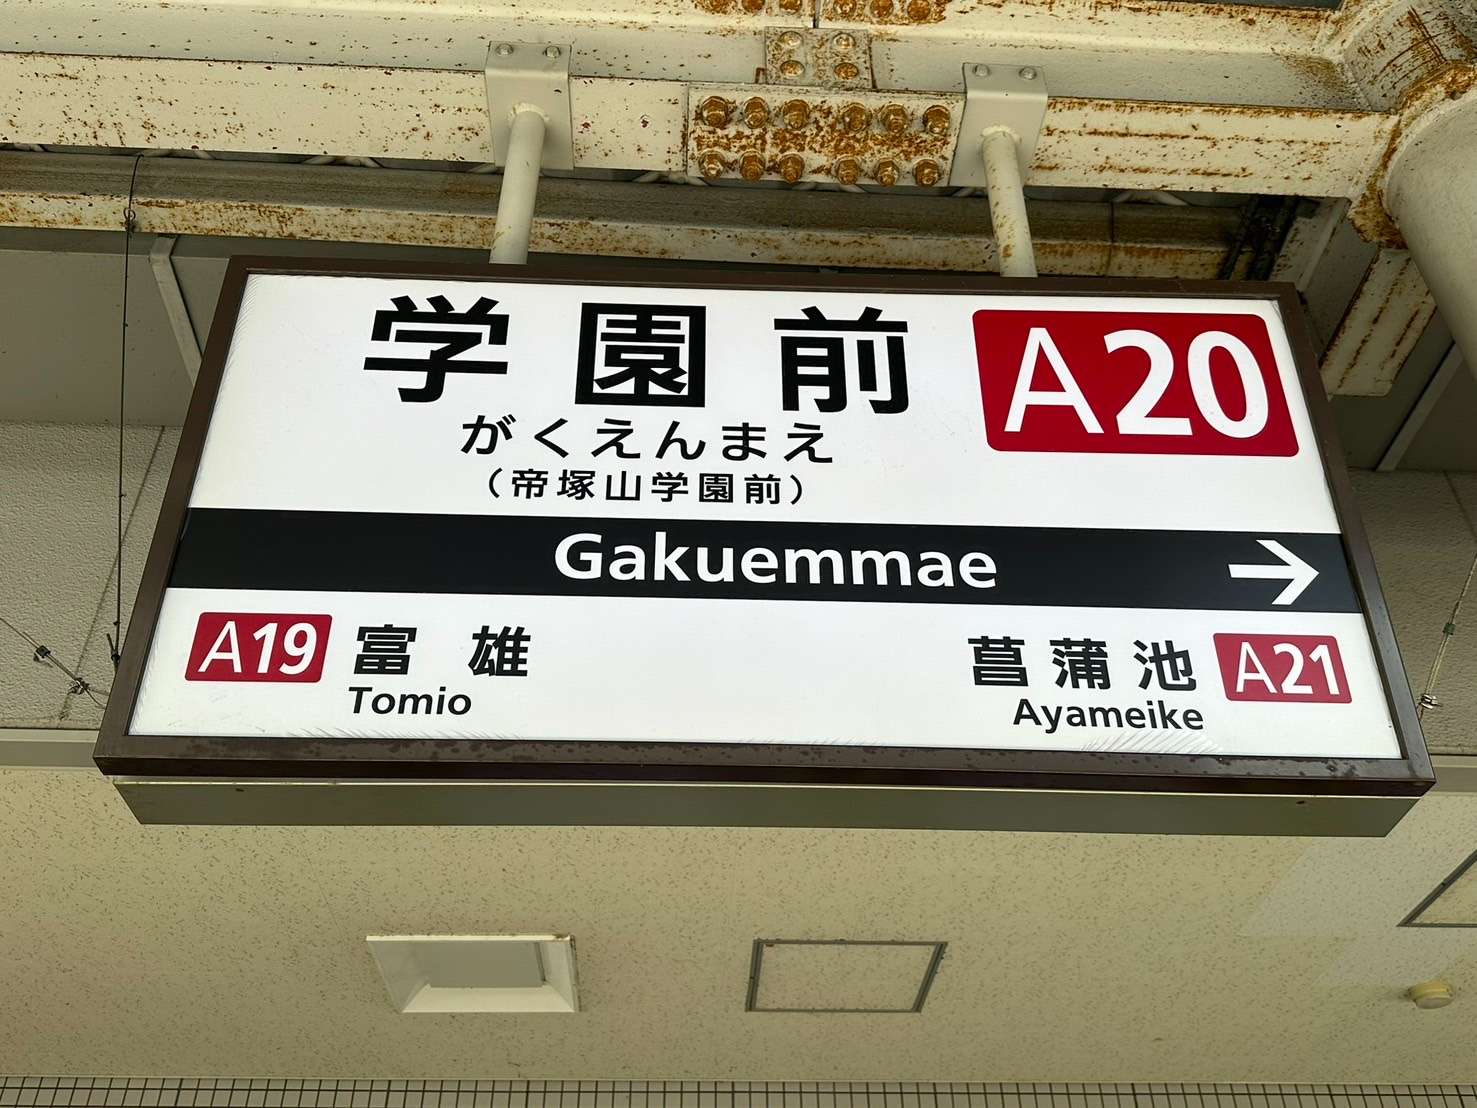 学園前 A20
がくえんまえ
（帝塚山学園前）
Gakuemmae →
A19 富雄
Tomio
菖蒲池 A21
Ayameike